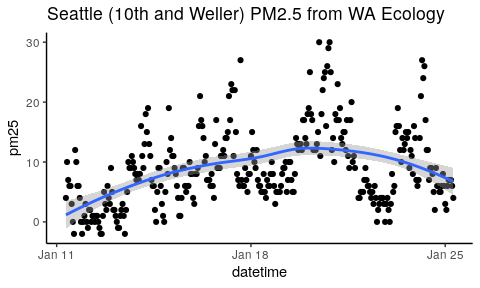 Seattle (10th and Weller) PM2.5 from WA Ecology
30
20
10
0
pm25
Jan 11 Jan 18 Jan 25
datetime